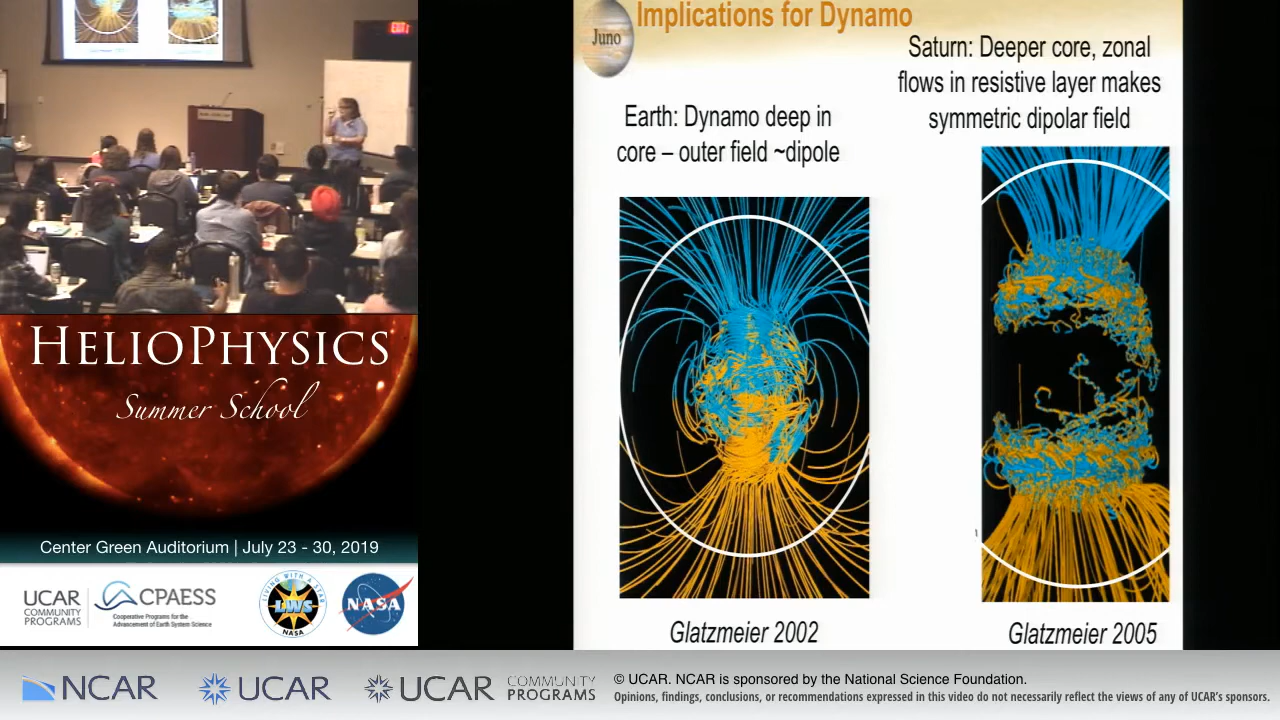 EXIT
HELIOPHYSICS
Summer School
Center Green Auditorium | July 23 - 30, 2019
UCAR
COMMUNITY
PROGRAMS
CPAESS
Cooperative Programs for the
Advancement of Earth System Science
LIVING WITH A STAR
LWS
NASA
NASA
Juno
Implications for Dynamo
Earth: Dynamo deep in
core – outer field ~dipole
Saturn: Deeper core, zonal
flows in resistive layer makes
symmetric dipolar field
Glatzmeier 2002
Glatzmeier 2005
NCAR
UCAR
UCAR
COMMUNITY
PROGRAMS
© UCAR. NCAR is sponsored by the National Science Foundation.
Opinions, findings, conclusions, or recommendations expressed in this video do not necessarily reflect the views of any of UCAR's sponsors.